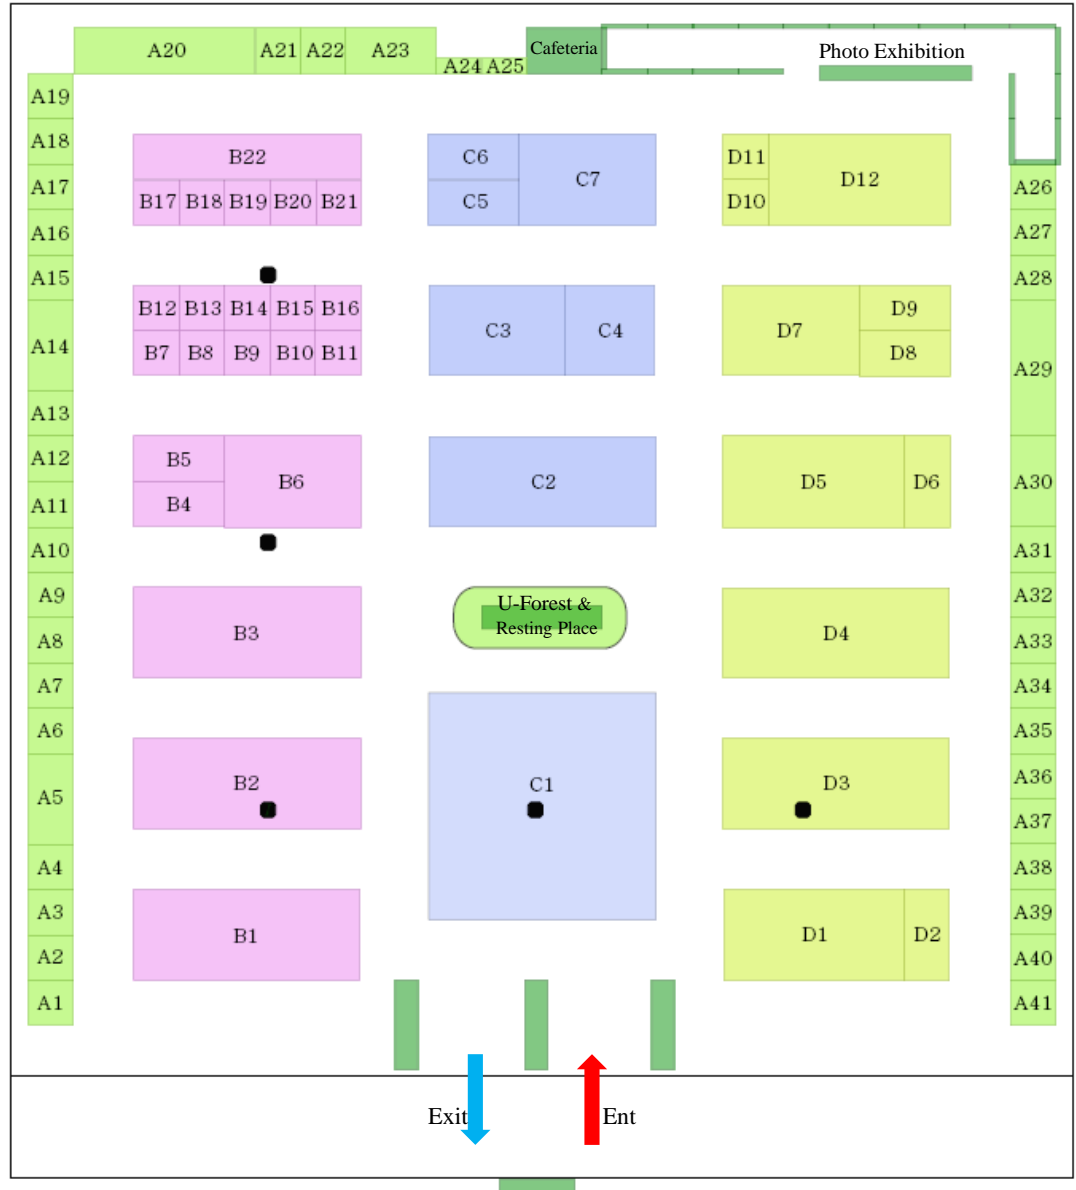 A20 A21 A22 A23 Cafeteria Photo Exhibition
A24 A25
A19
A18
B22 C6 D11
C7 D12
A17 B17 B18 B19 B20 B21 C5 D10 A26
A16 A27
A15 A28
B12 B13 B14 B15 B16 D9
C3 C4 D7
A14 B7 B8 B9 B10 B11 D8 A29
A13
A12 B5
B6 C2 D5 D6 A30
A11 B4
A10 A31
A9 U-Forest & A32
Resting Place
A8 B3 D4 A33
A7 A34
A6 A35
B2 C1 D3 A36
A5
A37
A4 A38
A3 A39
B1 D1 D2
A2 A40
A1 A41
Exit Ent